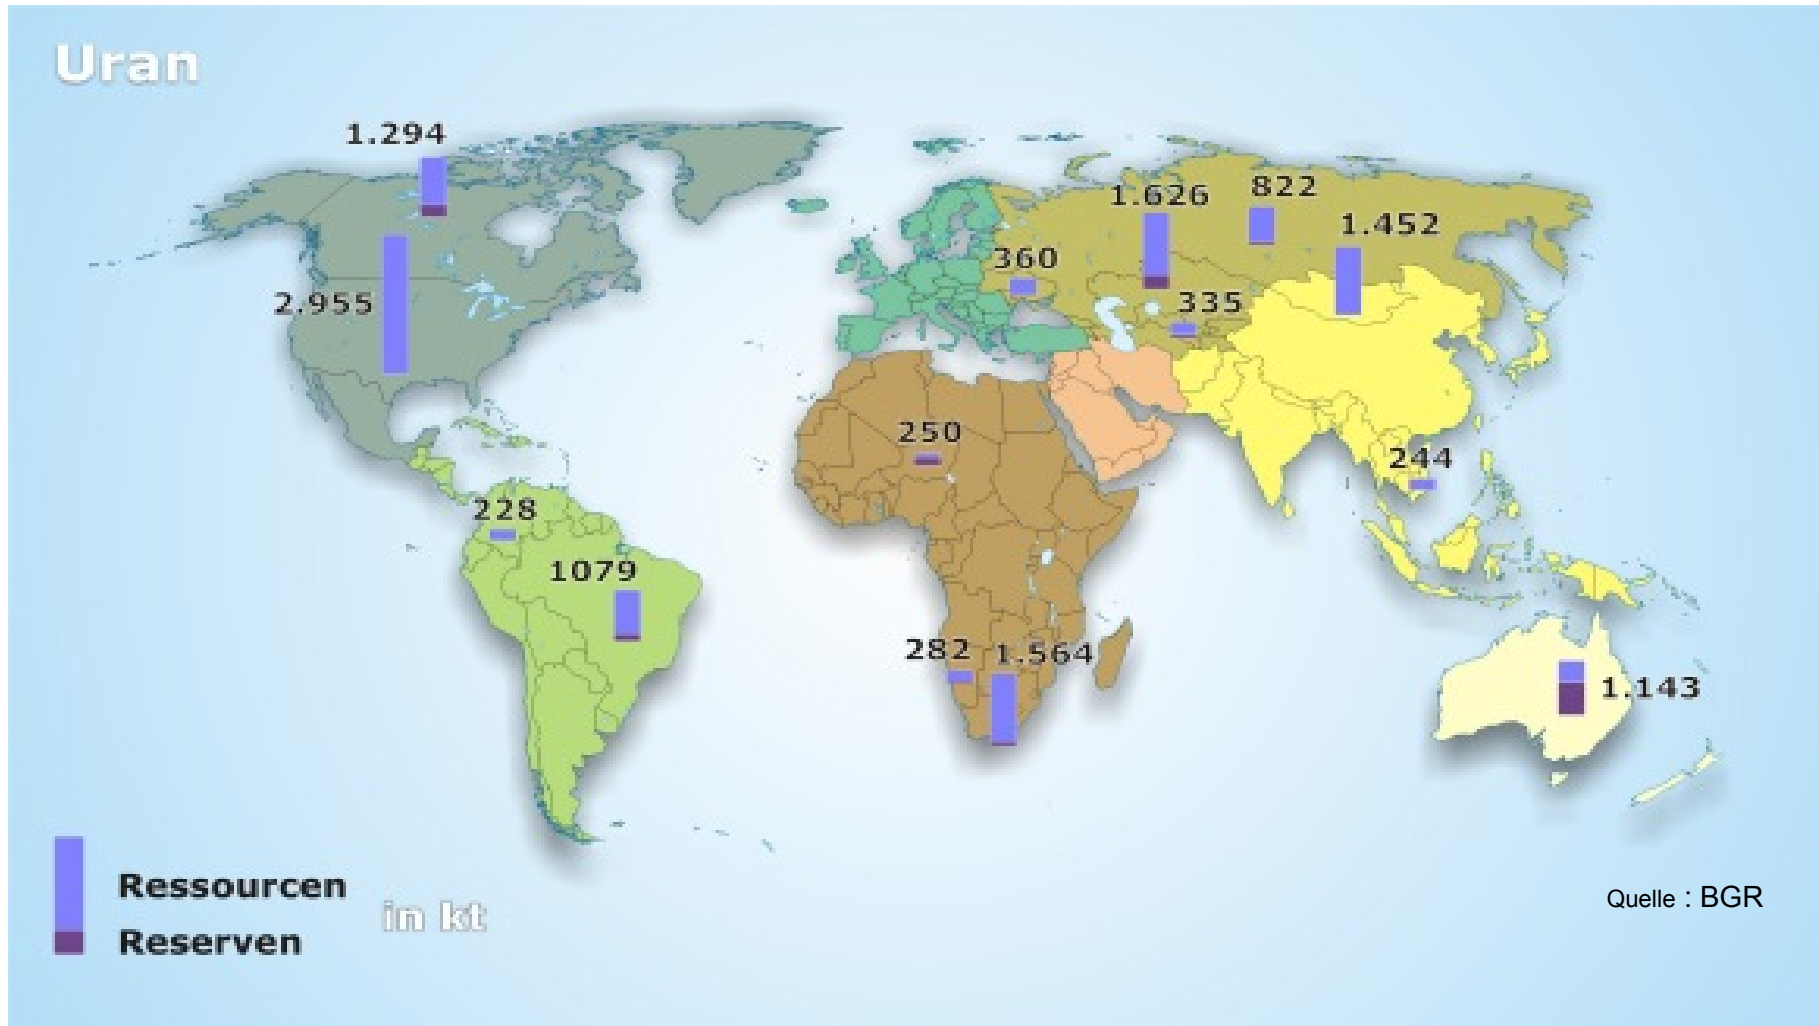 Uran
1.294
1.626
822
1.452
360
2.955
335
250
244
228
1079
282
1.564
1.143
Ressourcen
in kt
Reserven
Quelle : BGR